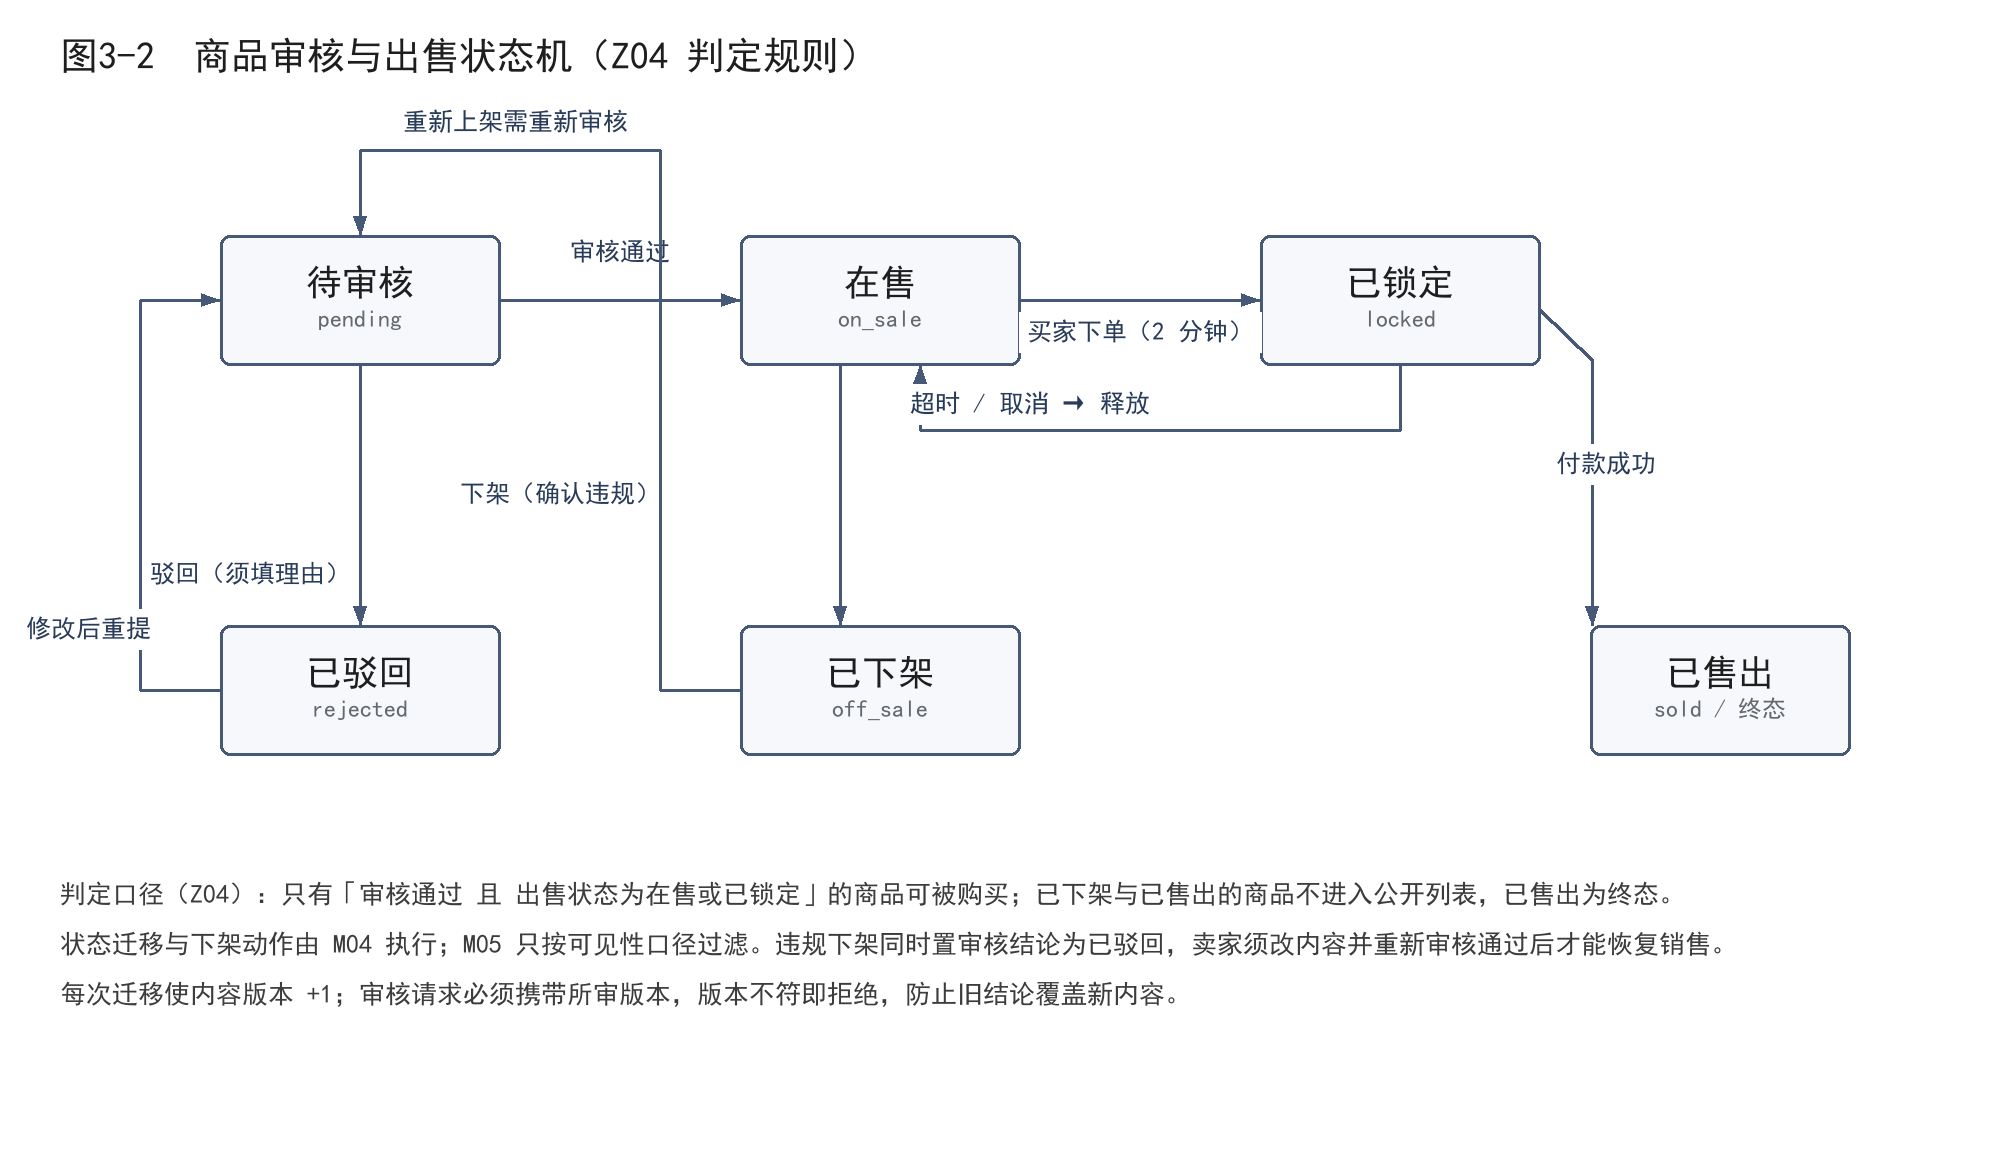 图3-2 商品审核与出售状态机（Z04 判定规则）
重新上架需重新审核
审核通过
待审核
pending
在售
on_sale
已锁定
locked
买家下单（2 分钟）
超时 / 取消 → 释放
付款成功
下架（确认违规）
驳回（须填理由）
修改后重提
已驳回
rejected
已下架
off_sale
已售出
sold / 终态
判定口径（Z04）：只有「审核通过 且 出售状态为在售或已锁定」的商品可被购买；已下架与已售出的商品不进入公开列表，已售出为终态。
状态迁移与下架动作由 M04 执行；M05 只按可见性口径过滤。违规下架同时置审核结论为已驳回，卖家须改内容并重新审核通过后才能恢复销售。
每次迁移使内容版本 +1；审核请求必须携带所审版本，版本不符即拒绝，防止旧结论覆盖新内容。